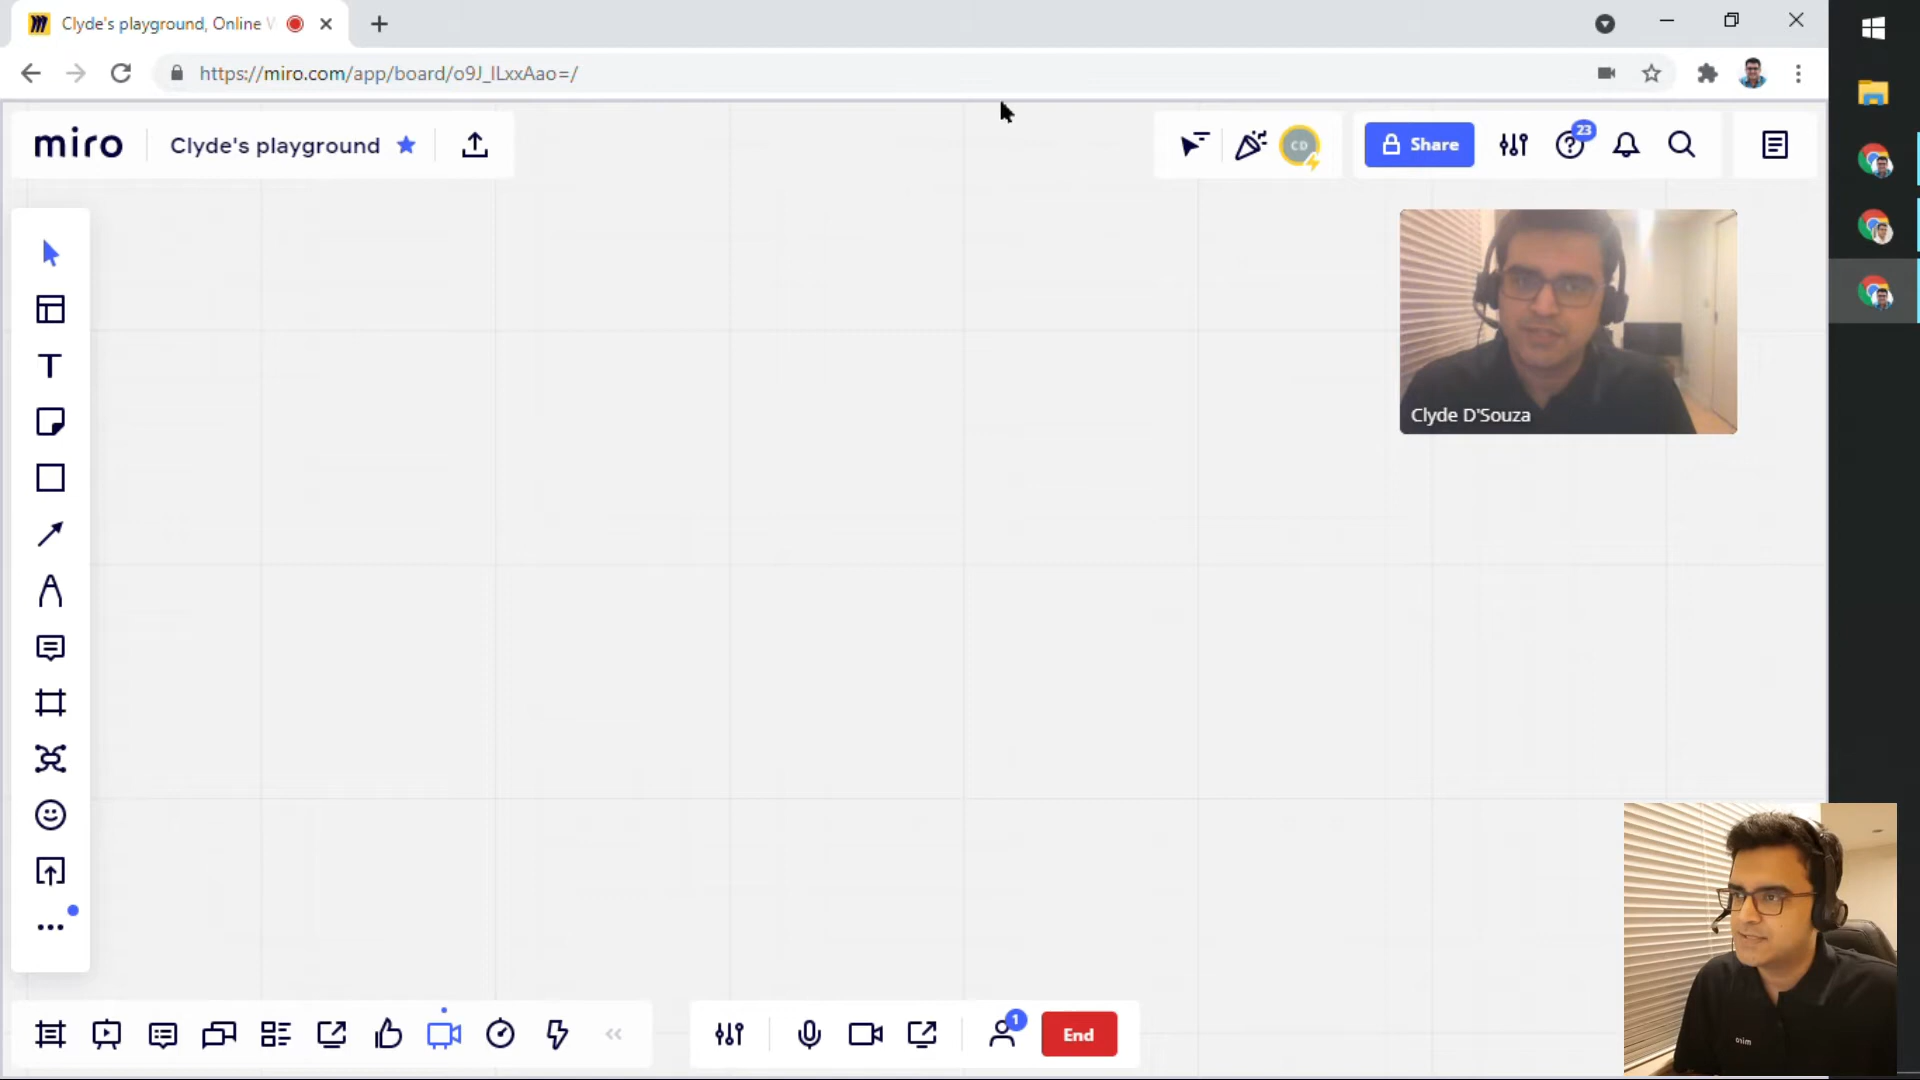 Clyde's playground, Online V
https://miro.com/app/board/o9J_lLxxAao=/
miro
Clyde's playground
CD
Share
23
T
Clyde D'Souza
1
End
miro